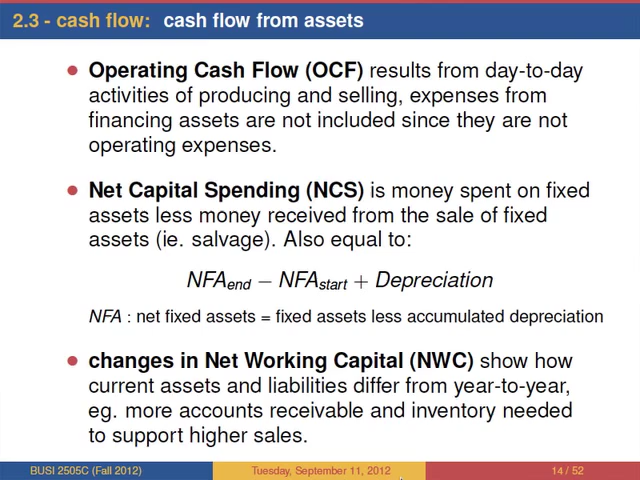 2.3 - cash flow: cash flow from assets
• Operating Cash Flow (OCF) results from day-to-day
activities of producing and selling, expenses from
financing assets are not included since they are not
operating expenses.
• Net Capital Spending (NCS) is money spent on fixed
assets less money received from the sale of fixed
assets (ie. salvage). Also equal to:
NFAend − NFAstart + Depreciation
NFA : net fixed assets = fixed assets less accumulated depreciation
• changes in Net Working Capital (NWC) show how
current assets and liabilities differ from year-to-year,
eg. more accounts receivable and inventory needed
to support higher sales.
BUSI 2505C (Fall 2012) Tuesday, September 11, 2012 14 / 52